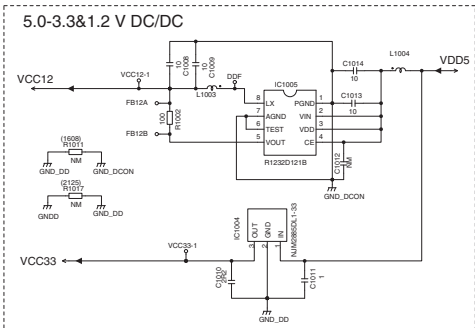 5.0-3.3&1.2 V DC/DC
C1008
10
C1009
10
C1014
10
L1004
VDD5
VCC12
VCC12-1
L1003
DDF
IC1005
C1013
10
FB12A
8 LX PGND 1
7 AGND VIN 2
6 TEST VDD 3
5 VOUT CE 4
100
R1002
FB12B
R1232D121B
C1012
NM
(1608)
R1011
NM
GND_DD
GND_DCON
GND_DCON
(2125)
R1017
NM
GNDD
GND_DD
IC1004
OUT
GND
IN
3
2
1
NJM2885DL1-33
VCC33
VCC33-1
C1010
2R2
C1011
1
GND_DD